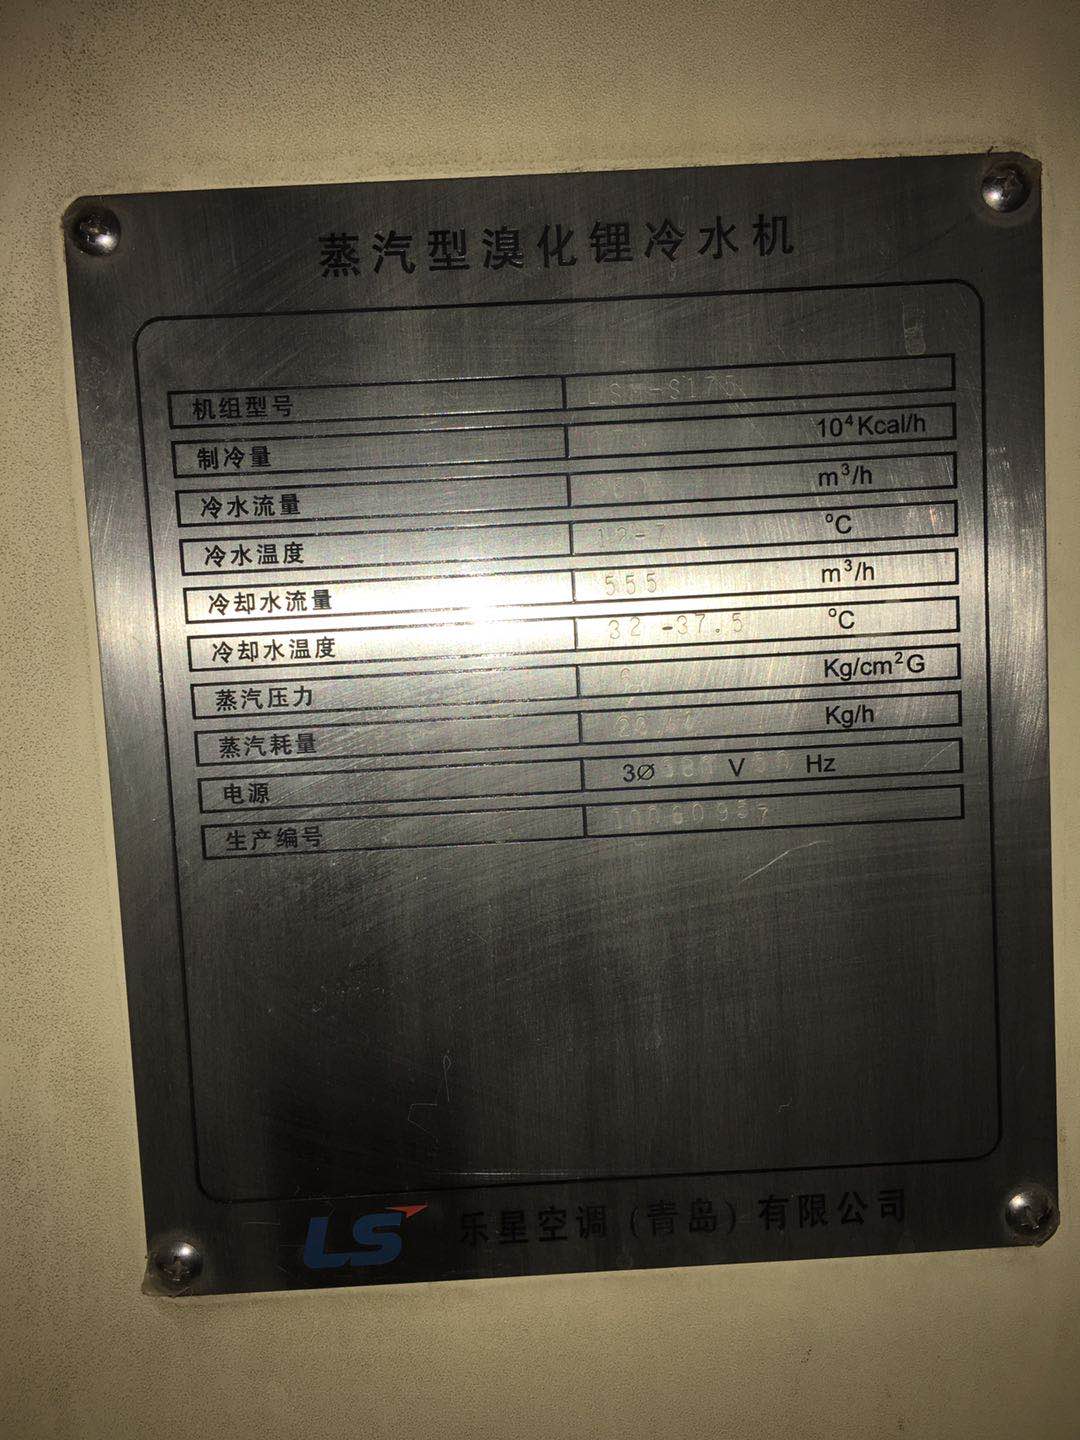 蒸汽型溴化锂冷水机
机组型号
制冷量 10⁴Kcal/h
冷水流量 m³/h
冷水温度 12-7 ℃
冷却水流量 555 m³/h
冷却水温度 32 -37.5 ℃
蒸汽压力 Kg/cm²G
蒸汽耗量 Kg/h
电源 3Ø V Hz
生产编号
LS 乐星空调(青岛)有限公司